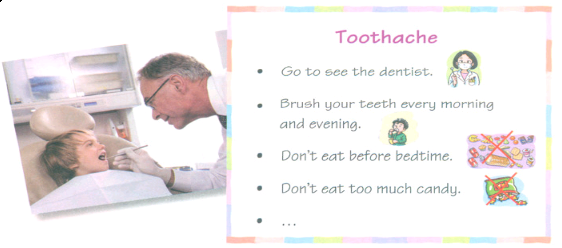 Toothache
• Go to see the dentist.
• Brush your teeth every morning
and evening.
• Don't eat before bedtime.
• Don't eat too much candy.
• ...